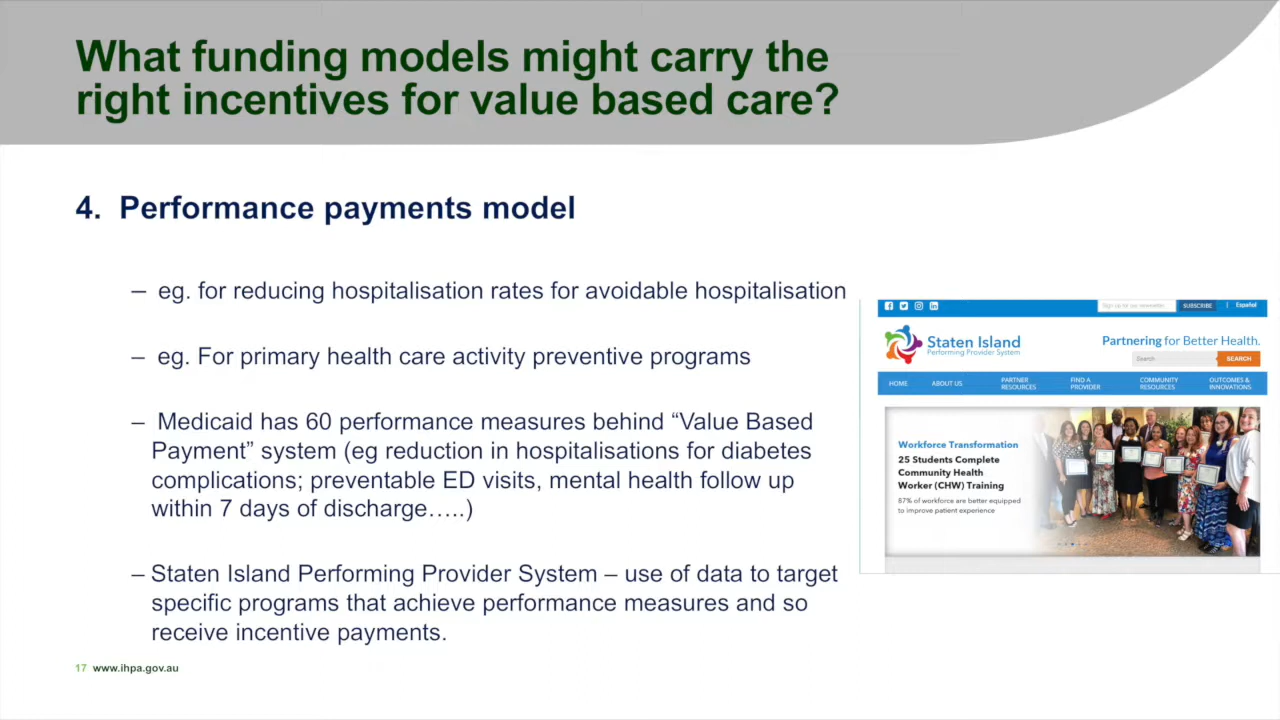 What funding models might carry the
right incentives for value based care?
4. Performance payments model
– eg. for reducing hospitalisation rates for avoidable hospitalisation
– eg. For primary health care activity preventive programs
– Medicaid has 60 performance measures behind “Value Based
Payment” system (eg reduction in hospitalisations for diabetes
complications; preventable ED visits, mental health follow up
within 7 days of discharge…..)
– Staten Island Performing Provider System – use of data to target
specific programs that achieve performance measures and so
receive incentive payments.
Sign up for our newsletter
SUBSCRIBE
Español
Staten Island
Performing Provider System
Partnering for Better Health.
Search
SEARCH
HOME
ABOUT US
PARTNER
RESOURCES
FIND A
PROVIDER
COMMUNITY
RESOURCES
OUTCOMES &
INNOVATIONS
Workforce Transformation
25 Students Complete
Community Health
Worker (CHW) Training
87% of workforce are better equipped
to improve patient experience
17 www.ihpa.gov.au